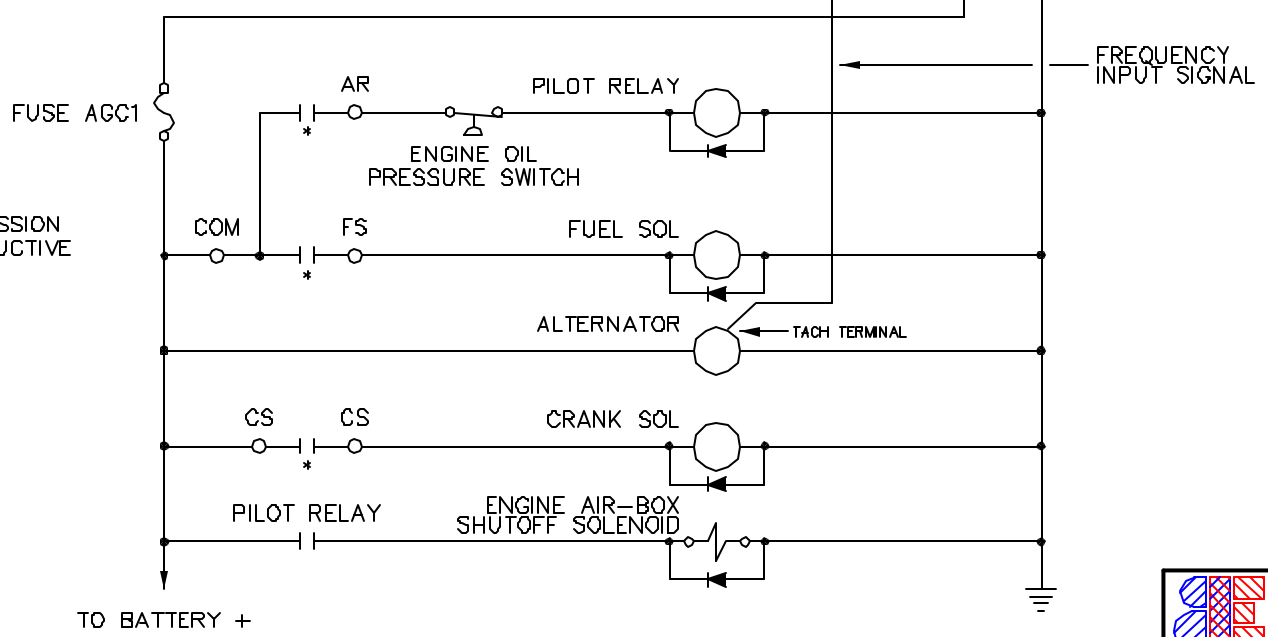 FREQUENCY
INPUT SIGNAL
AR
PILOT RELAY
FUSE AGC1
*
ENGINE OIL
PRESSURE SWITCH
SSION
UCTIVE
COM
FS
FUEL SOL
*
ALTERNATOR
TACH TERMINAL
CS
CS
CRANK SOL
*
PILOT RELAY
ENGINE AIR-BOX
SHUTOFF SOLENOID
TO BATTERY +